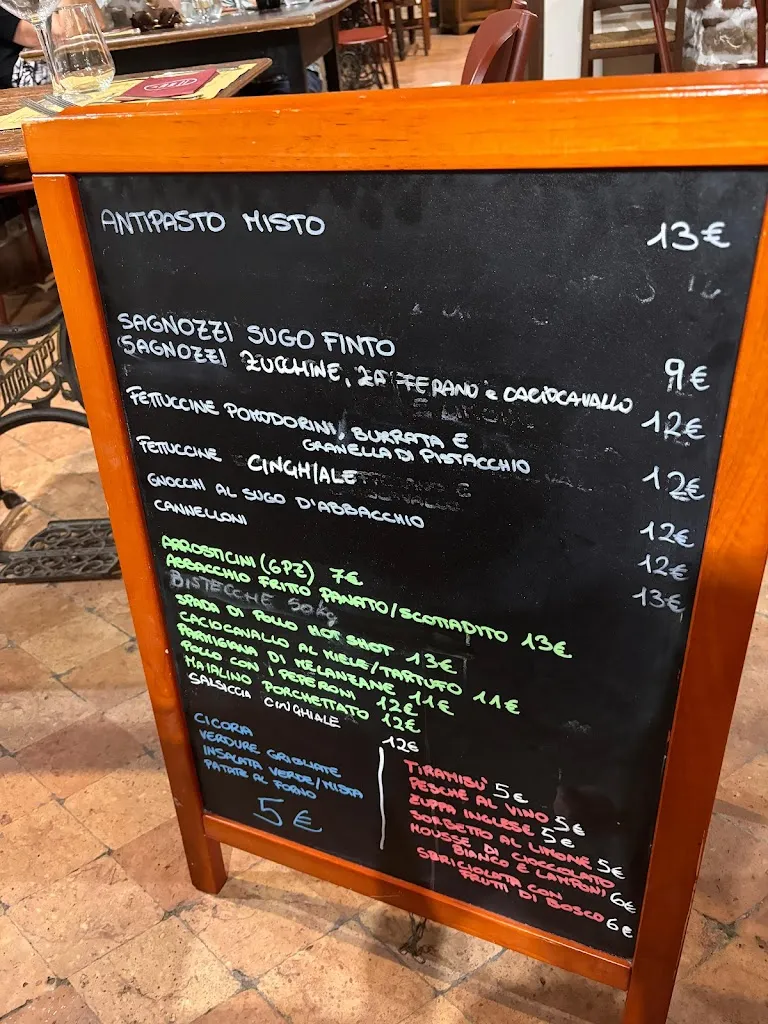 ANTIPASTO MISTO 13€
SAGNOZZI SUGO FINTO 9€
SAGNOZZI ZUCCHINE, ZAFFERANO e CACIOCAVALLO 12€
FETTUCCINE POMODORINI, BURRATA E
GRANELLA DI PISTACCHIO 12€
FETTUCCINE CINGHIALE 12€
GNOCCHI AL SUGO D'ABBACCHIO 12€
CANNELLONI 13€
ARROSTICINI (6PZ) 7€
ABBACCHIO FRITTO PANATO/SCOTTADITO 13€
BISTECCHE 50kg
SPADA DI POLLO HOT SHOT 13€
CACIOCAVALLO AL MIELE/TARTUFO 11€
PARMIGIANA DI MELANZANE 11€
POLLO CON I PEPERONI 12€
MAIALINO PORCHETTATO 12€
SALSICCIA CINGHIALE 12€
CICORIA
VERDURE GRIGLIATE
INSALATA VERDE/MISTA
PATATE AL FORNO
5€
TIRAMISÙ 5€
PESCHE AL VINO 5€
ZUPPA INGLESE 5€
SORBETTO AL LIMONE 5€
MOUSSE DI CIOCCOLATO
BIANCO E LAMPONI 6€
SBRICIOLATA CON
FRUTTI DI BOSCO 6€